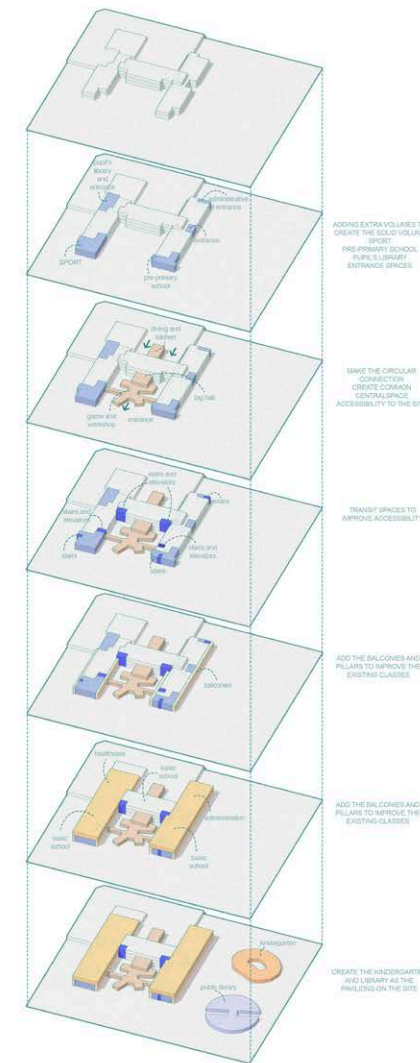 pupil's
library
and
entrance
administrative
entrance
entrance
SPORT
pre-primary
school
ADDING EXTRA VOLUMES T
CREATE THE SOLID VOLUM
SPORT
PRE-PRIMARY SCHOOL
PUPIL'S LIBRARY
ENTRANCE SPACES
dining and
kitchen
big hall
game and
workshop
entrance
MAKE THE CIRCULAR
CONNECTION
CREATE COMMON
CENTRALSPACE
ACCESSIBILITY TO THE SIT
stairs and
elevators
stairs
stairs and
elevators
stairs
stairs and
elevators
stairs
TRANSIT SPACES TO
IMPROVE ACCESSIBILIT
balconies
ADD THE BALCONIES AND
PILLARS TO IMPROVE THE
EXISTING CLASSES
healthcare
basic
school
administration
basic
school
basic
school
ADD THE BALCONIES AND
PILLARS TO IMPROVE THE
EXISTING CLASSES
kindergarten
public library
CREATE THE KINDERGARTE
AND LIBRARY AS THE
PAVILIONS ON THE SITE